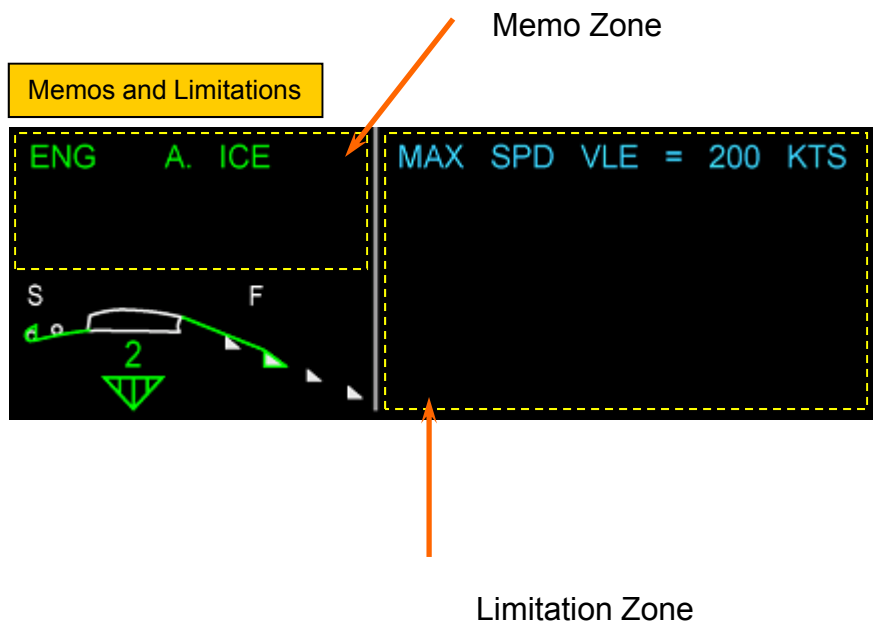 Memo Zone
Memos and Limitations
ENG A. ICE
MAX SPD VLE = 200 KTS
S F
2
Limitation Zone